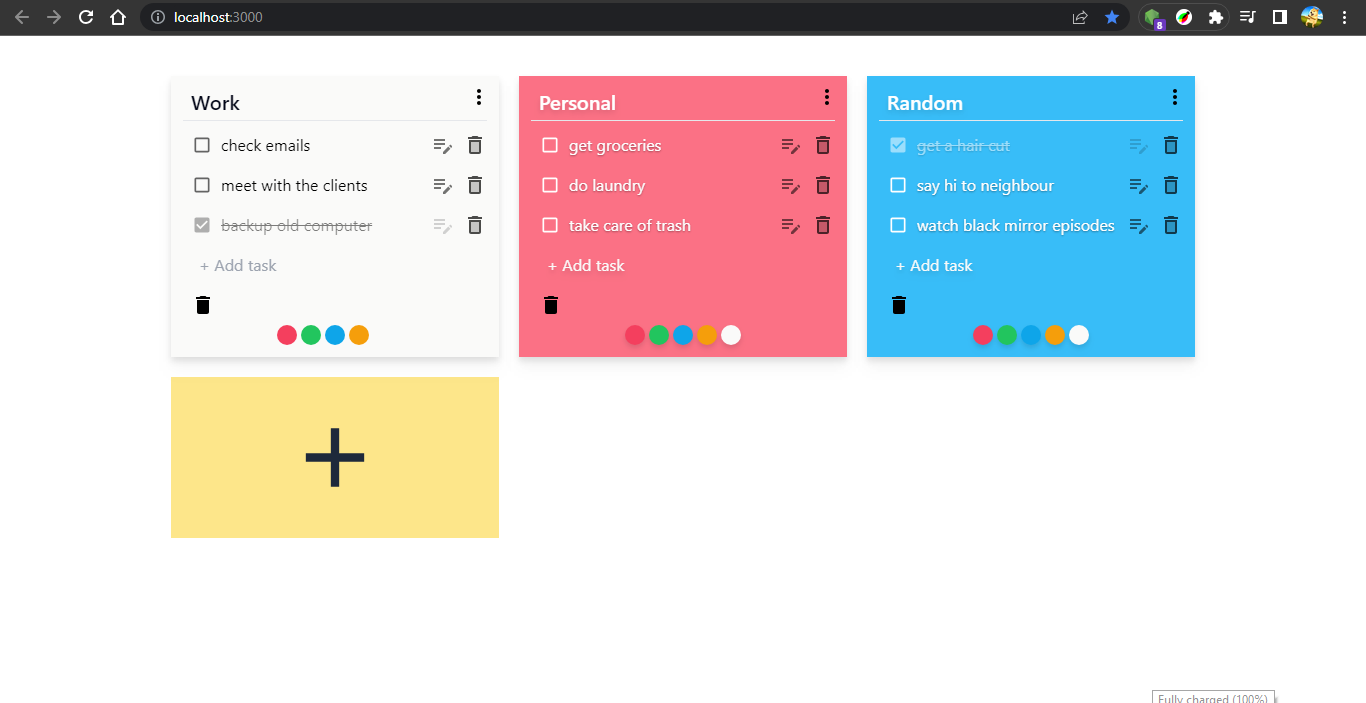 localhost:3000
8
Work
check emails
meet with the clients
backup old computer
+ Add task
Personal
get groceries
do laundry
take care of trash
+ Add task
Random
get a hair cut
say hi to neighbour
watch black mirror episodes
+ Add task
Fully charged (100%)